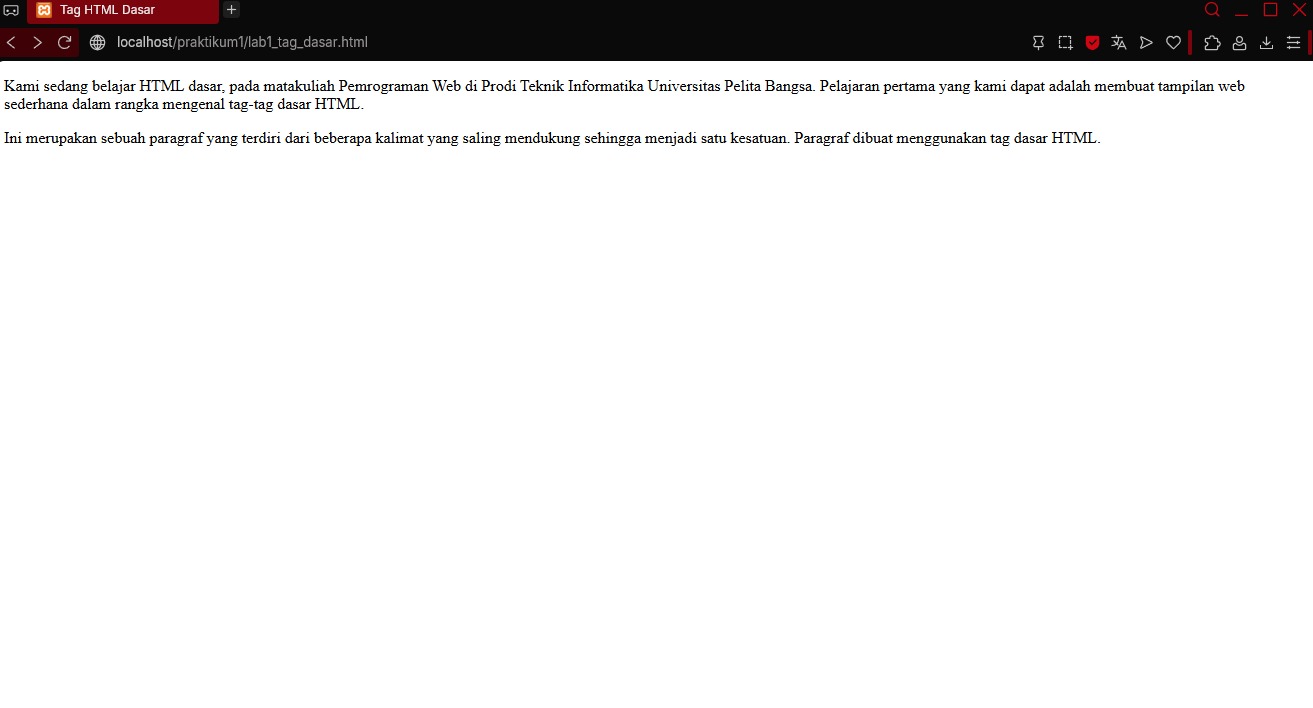 Tag HTML Dasar
localhost/praktikum1/lab1_tag_dasar.html
Kami sedang belajar HTML dasar, pada matakuliah Pemrograman Web di Prodi Teknik Informatika Universitas Pelita Bangsa. Pelajaran pertama yang kami dapat adalah membuat tampilan web
sederhana dalam rangka mengenal tag-tag dasar HTML.
Ini merupakan sebuah paragraf yang terdiri dari beberapa kalimat yang saling mendukung sehingga menjadi satu kesatuan. Paragraf dibuat menggunakan tag dasar HTML.